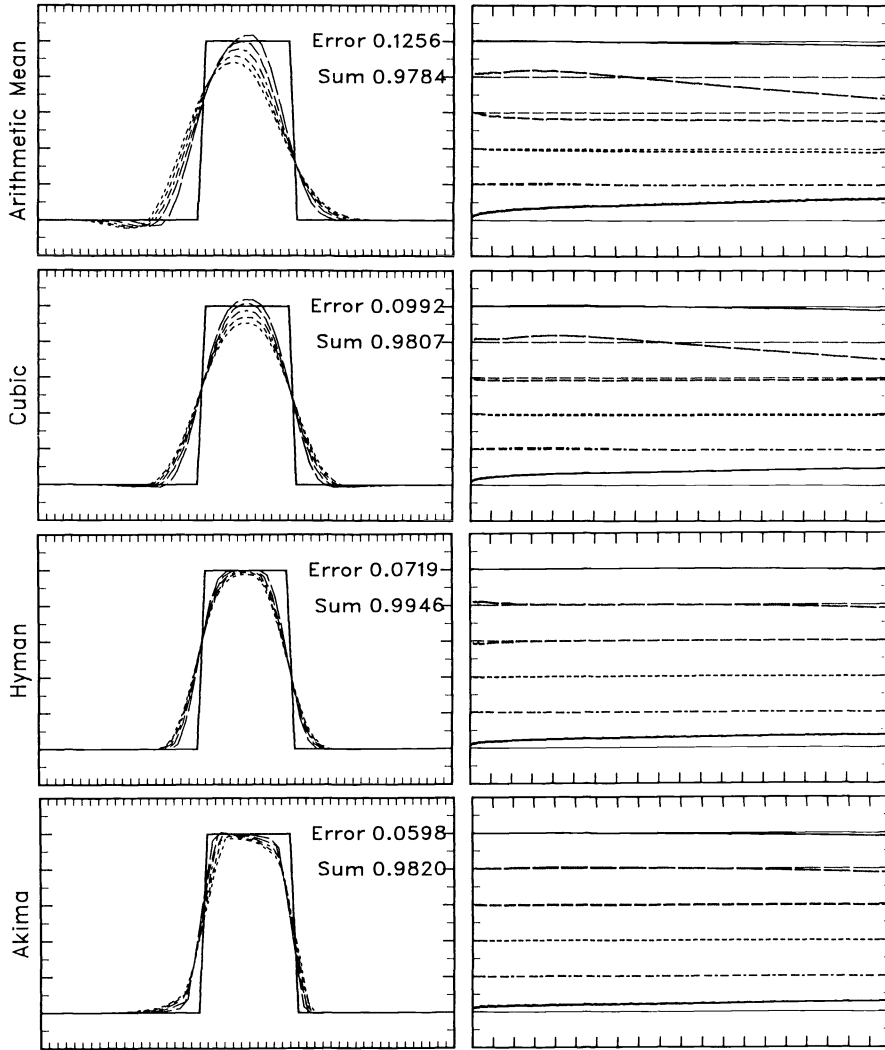 Arithmetic Mean
Error 0.1256
Sum 0.9784
Cubic
Error 0.0992
Sum 0.9807
Hyman
Error 0.0719
Sum 0.9946
Akima
Error 0.0598
Sum 0.9820